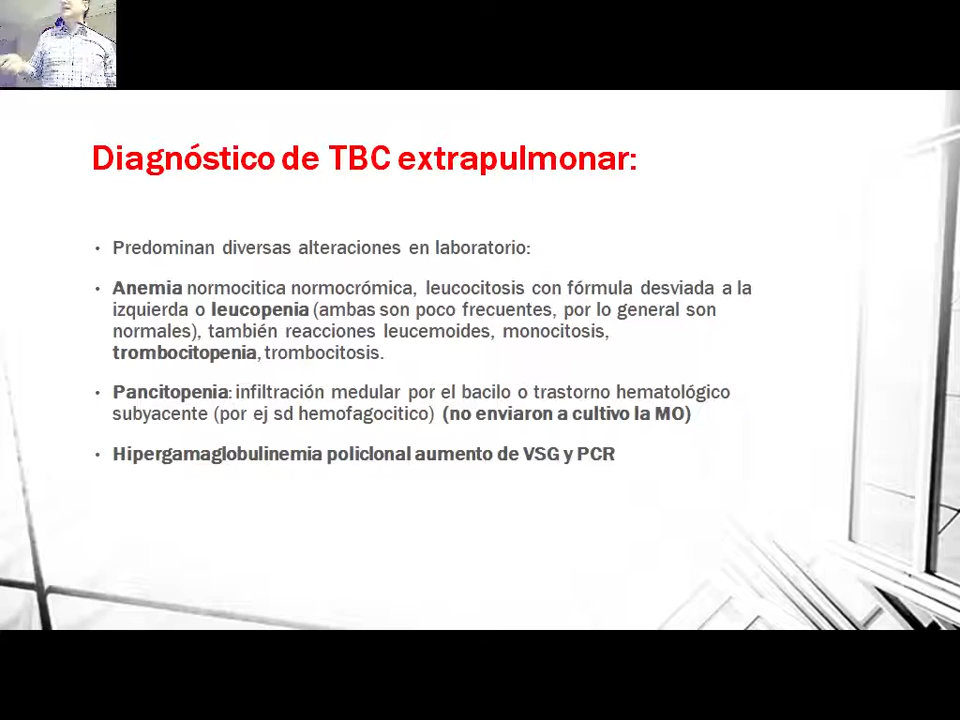 Diagnóstico de TBC extrapulmonar:
• Predominan diversas alteraciones en laboratorio:
• Anemia normocitica normocrómica, leucocitosis con fórmula desviada a la
izquierda o leucopenia (ambas son poco frecuentes, por lo general son
normales), también reacciones leucemoides, monocitosis,
trombocitopenia, trombocitosis.
• Pancitopenia: infiltración medular por el bacilo o trastorno hematológico
subyacente (por ej sd hemofagocitico) (no enviaron a cultivo la MO)
• Hipergamaglobulinemia policlonal aumento de VSG y PCR